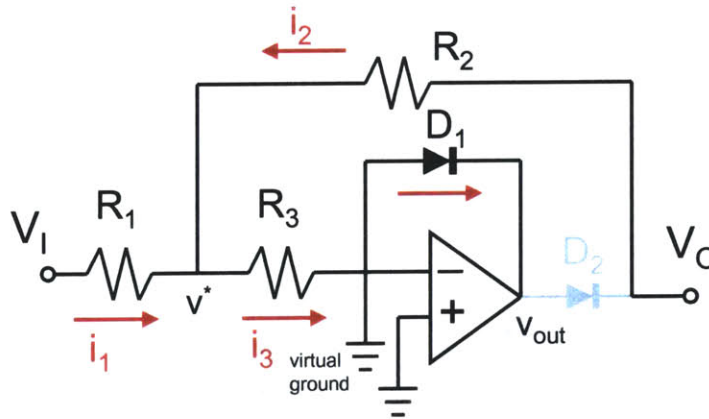 i2
R2
D1
VI
R1
R3
VO
D2
−
+
v*
i1
i3
virtual
ground
vout